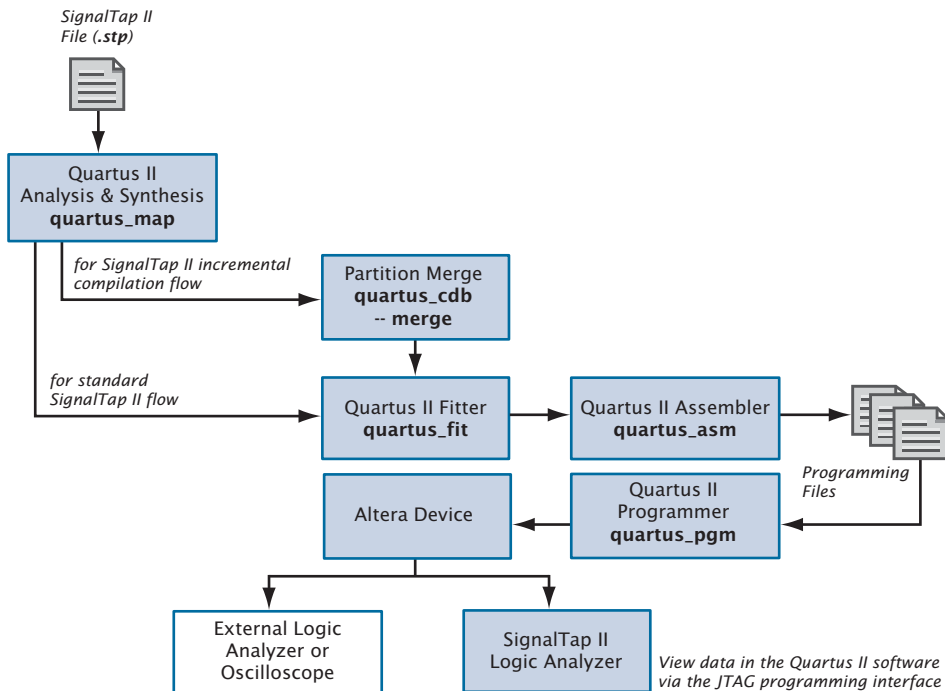 SignalTap II
File (.stp)
Quartus II
Analysis & Synthesis
quartus_map
for SignalTap II incremental
compilation flow
Partition Merge
quartus_cdb
-- merge
for standard
SignalTap II flow
Quartus II Fitter
quartus_fit
Quartus II Assembler
quartus_asm
Programming
Files
Quartus II
Programmer
quartus_pgm
Altera Device
External Logic
Analyzer or
Oscilloscope
SignalTap II
Logic Analyzer
View data in the Quartus II software
via the JTAG programming interface